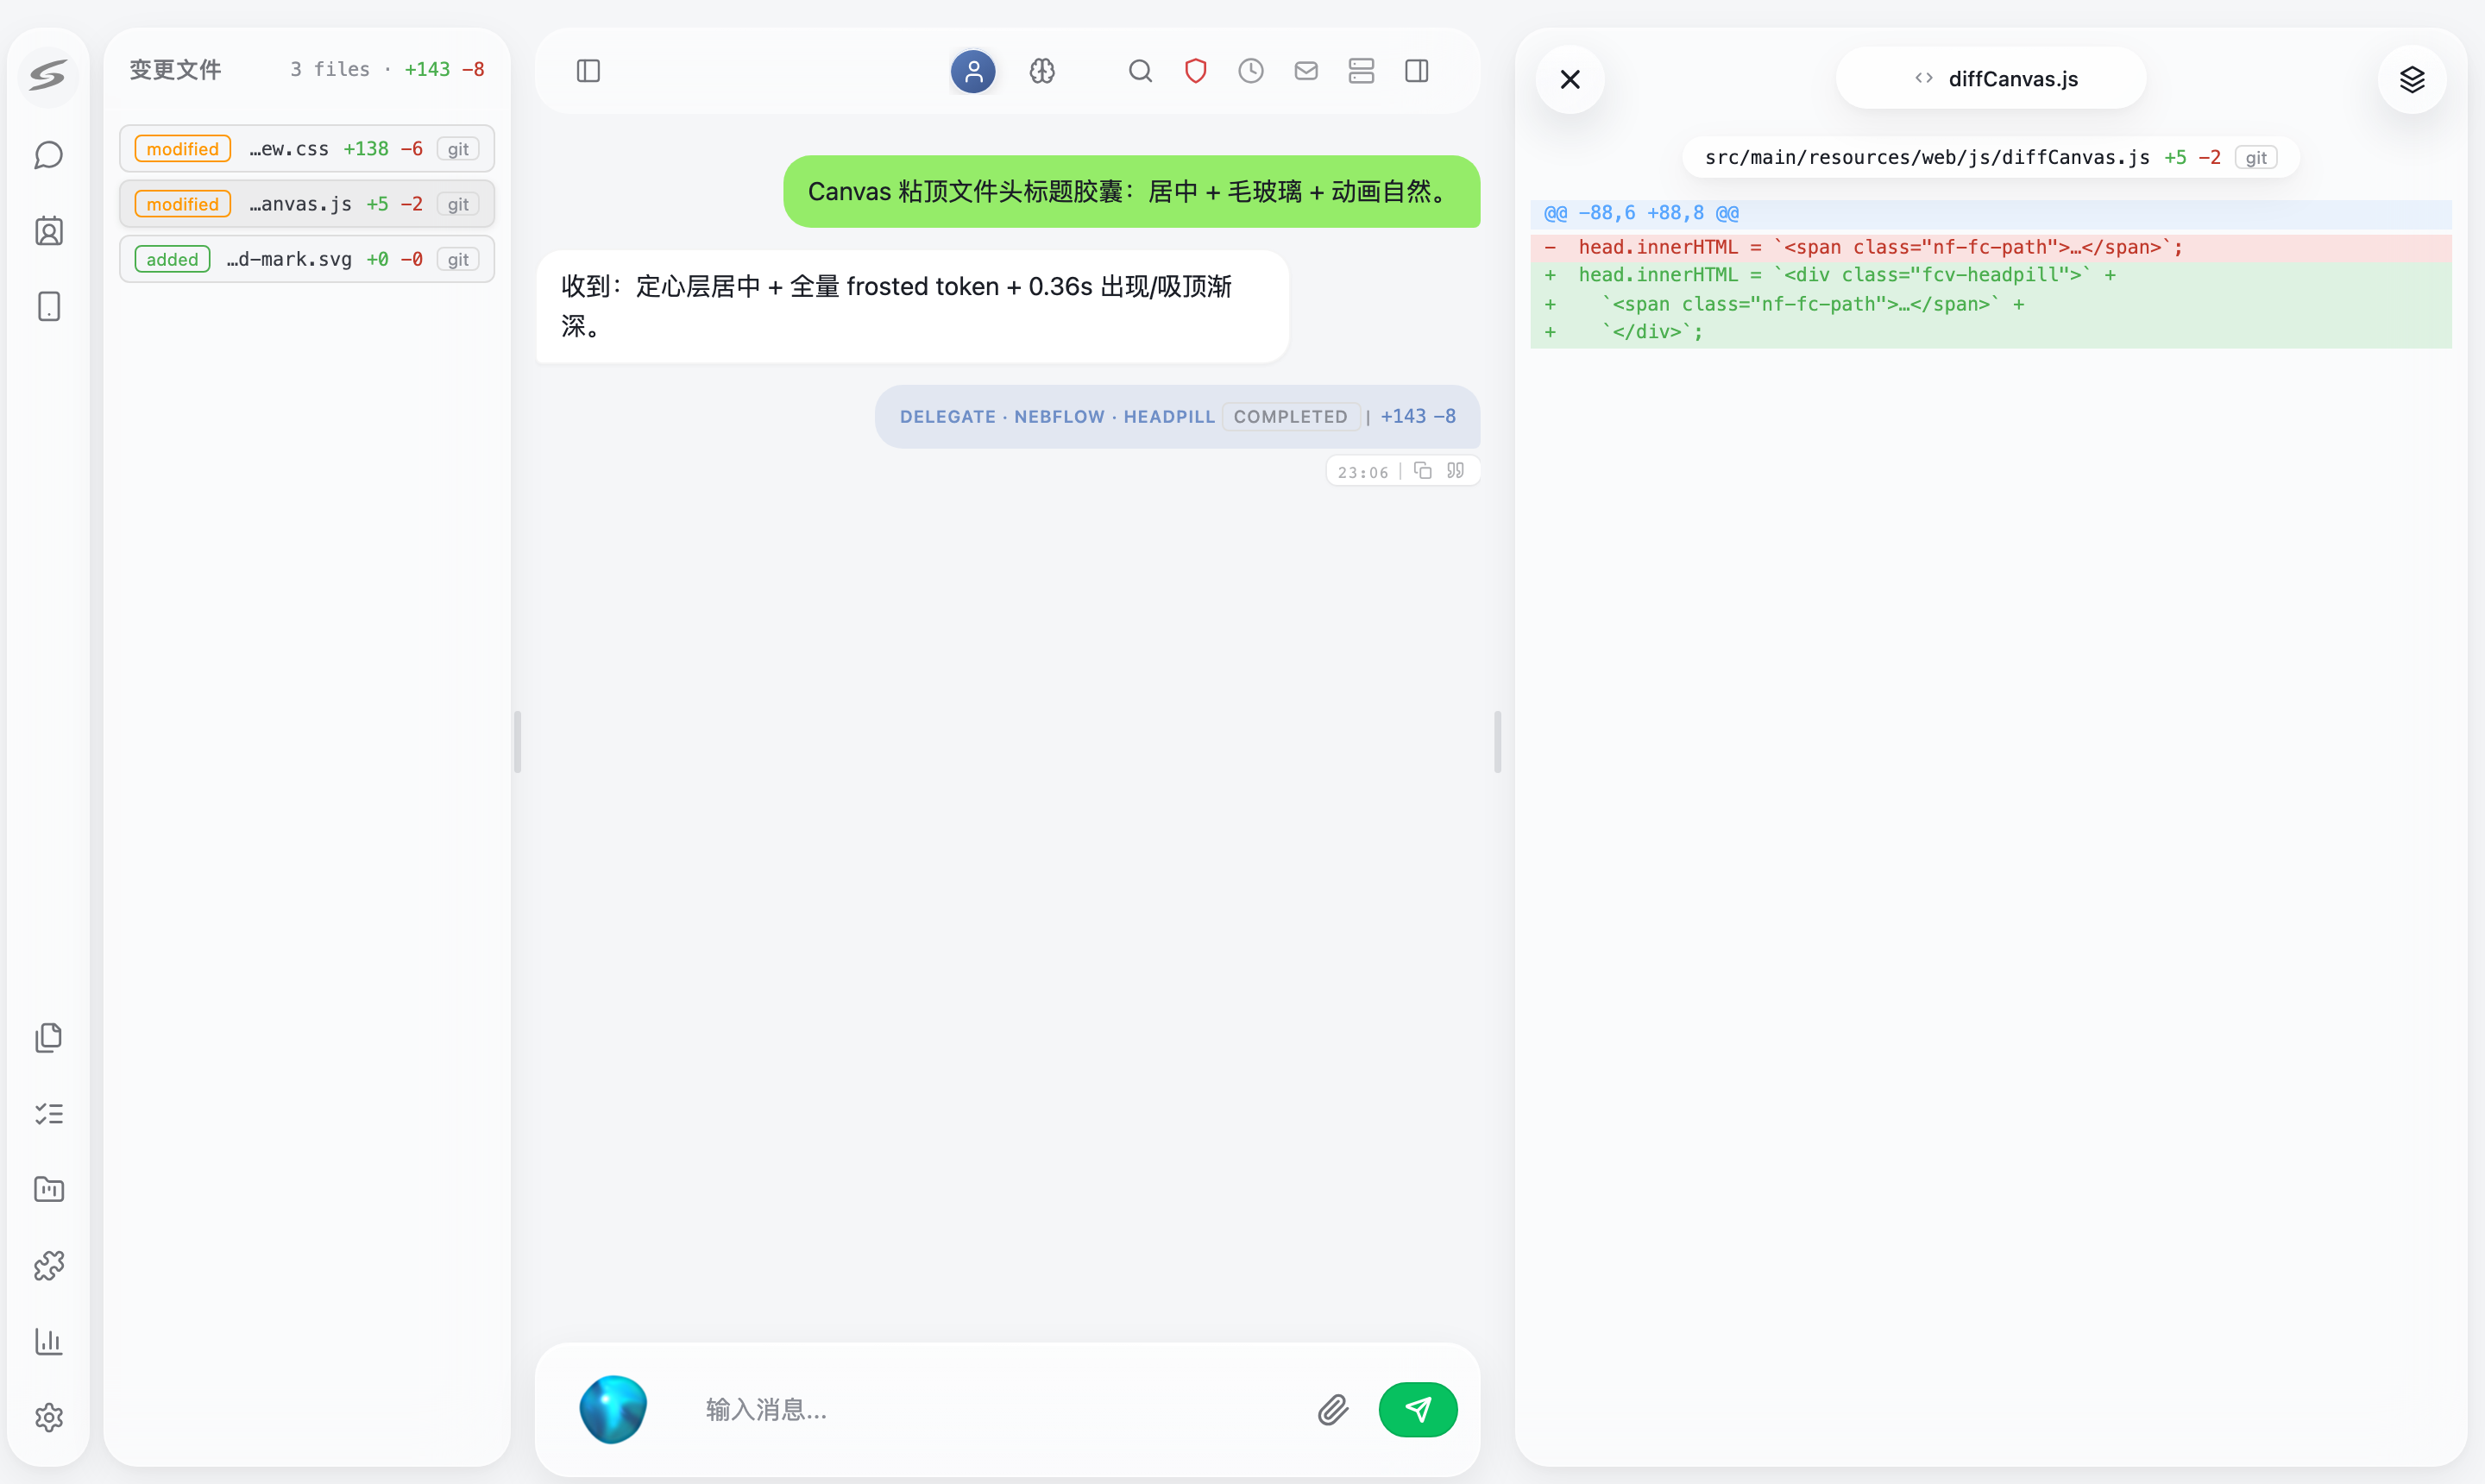 变更文件 3 files · +143 −8
modified …ew.css +138 −6 git
modified …anvas.js +5 −2 git
added …d-mark.svg +0 −0 git
Canvas 粘顶文件头标题胶囊：居中 + 毛玻璃 + 动画自然。
收到：定心层居中 + 全量 frosted token + 0.36s 出现/吸顶渐
深。
DELEGATE · NEBFLOW · HEADPILL COMPLETED | +143 −8
23:06
输入消息...
diffCanvas.js
src/main/resources/web/js/diffCanvas.js +5 −2 git
@@ −88,6 +88,8 @@
− head.innerHTML = `<span class="nf-fc-path">…</span>`;
+ head.innerHTML = `<div class="fcv-headpill">` +
+ `<span class="nf-fc-path">…</span>` +
+ `</div>`;